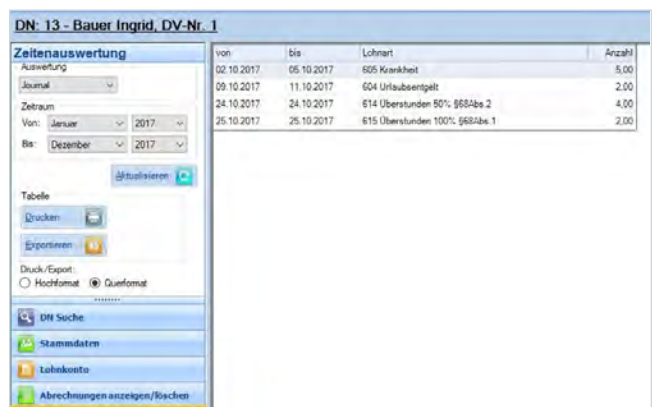 DN: 13 - Bauer Ingrid, DV-Nr. 1
Zeitenauswertung
Auswertung
Journal
Zeitraum
Von: Januar 2017
Bis: Dezember 2017
Aktualisieren
Tabelle
Drucken
Exportieren
Druck/Export:
Hochformat Querformat
DN Suche
Stammdaten
Lohnkonto
Abrechnungen anzeigen/löschen
von bis Lohnart Anzahl
02.10.2017 05.10.2017 605 Krankheit 5,00
09.10.2017 11.10.2017 604 Urlaubsentgelt 2,00
24.10.2017 24.10.2017 614 Überstunden 50% §68Abs.2 4,00
25.10.2017 25.10.2017 615 Überstunden 100% §68Abs.1 2,00